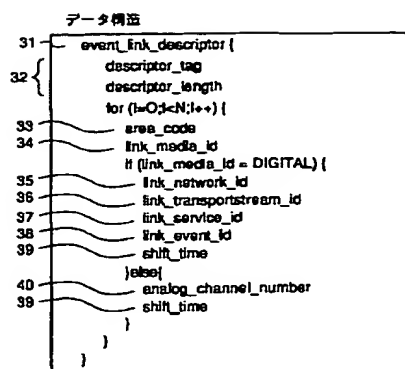 データ構造
31 event_link_descriptor {
32 descriptor_tag
descriptor_length
for (I=O;I<N;I++) {
33 area_code
34 link_media_id
if (link_media_id = DIGITAL) {
35 link_network_id
36 link_transportstream_id
37 link_service_id
38 link_event_id
39 shift_time
}else{
40 analog_channel_number
39 shift_time
}
}
}